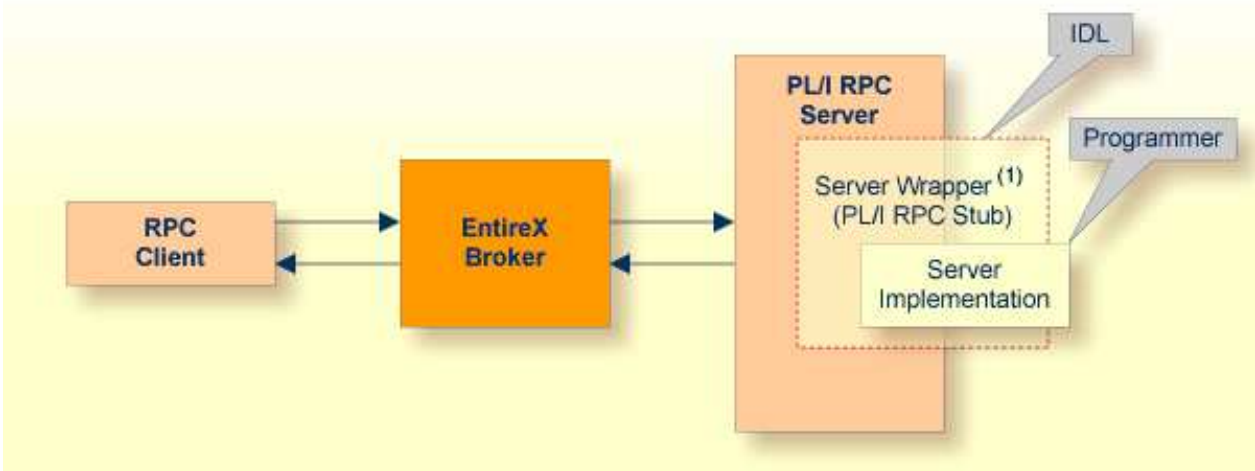 IDL
PL/I RPC
Server
Programmer
Server Wrapper (1)
(PL/I RPC Stub)
RPC
Client
EntireX
Broker
Server
Implementation